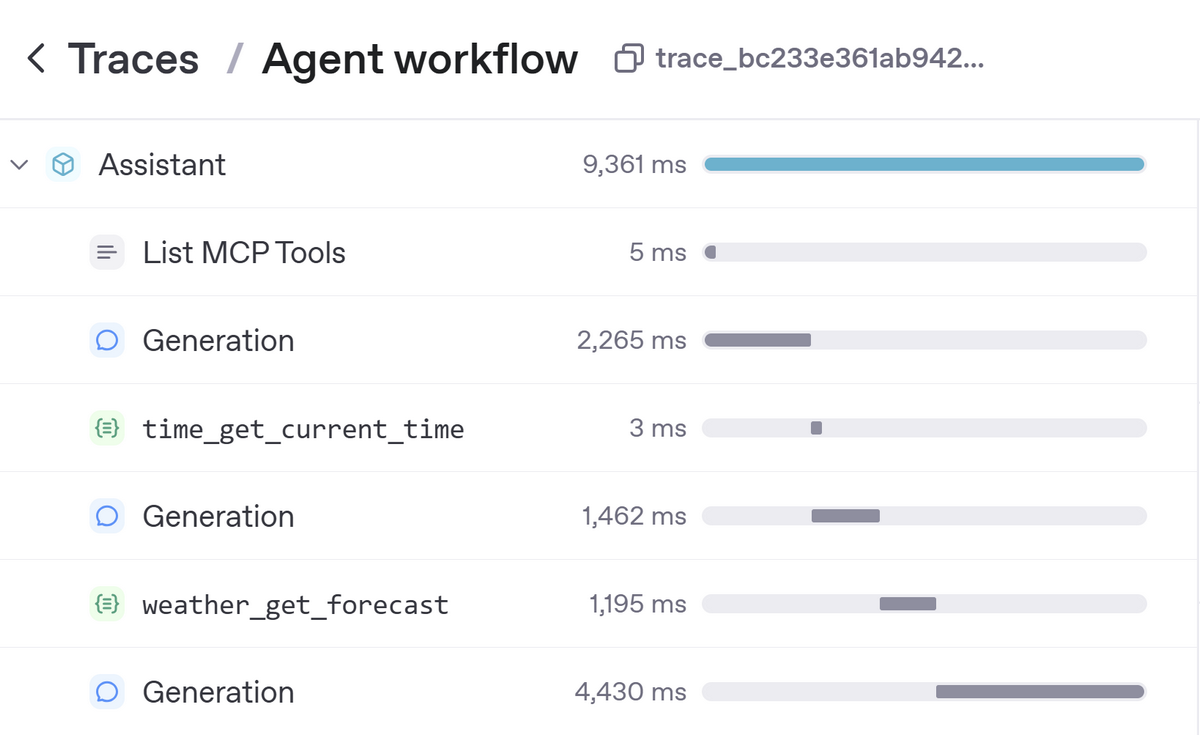 Traces / Agent workflow trace_bc233e361ab942...
Assistant 9,361 ms
List MCP Tools 5 ms
Generation 2,265 ms
time_get_current_time 3 ms
Generation 1,462 ms
weather_get_forecast 1,195 ms
Generation 4,430 ms